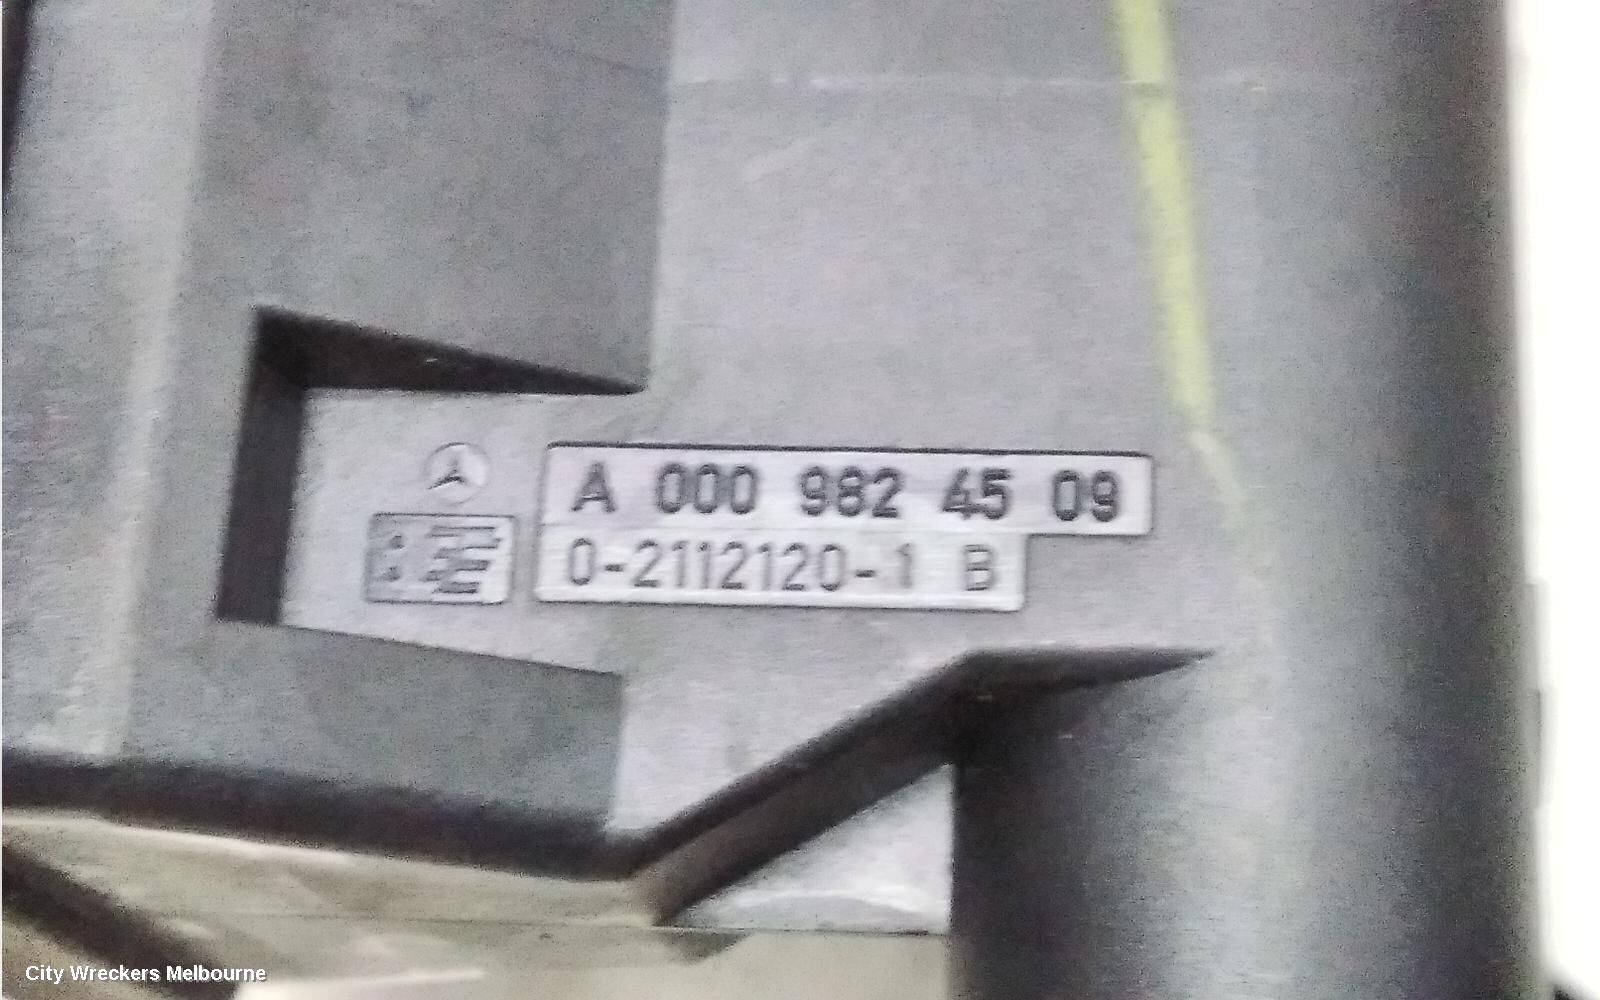 A 000 982 45 09
0-2112120-1 B
City Wreckers Melbourne